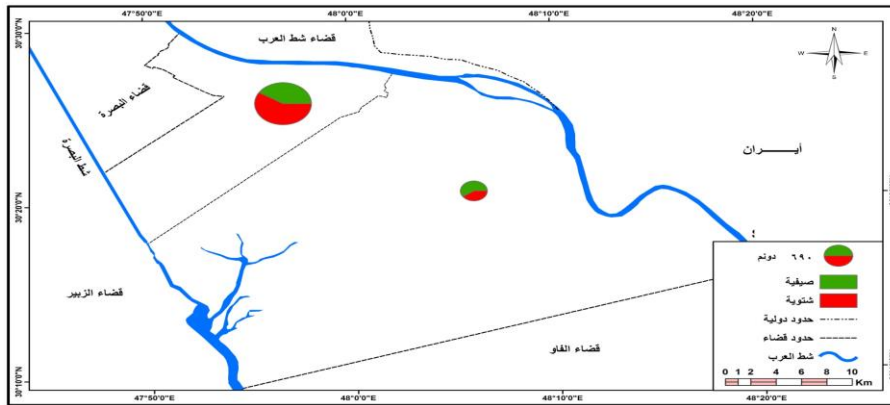 47°50'0"E 48°0'0"E 48°10'0"E 48°20'0"E
30°30'0"N
30°20'0"N
30°10'0"N
قضاء شط العرب
N
W E
S
قضاء البصرة
شط البصرة
أيـــــران
قضاء الزبير
قضاء الفاو
٦٩٠ دونم
صيفية
شتوية
حدود دولية
حدود قضاء
شط العرب
0 1 2 4 6 8 10
Km
47°50'0"E 48°0'0"E 48°10'0"E 48°20'0"E